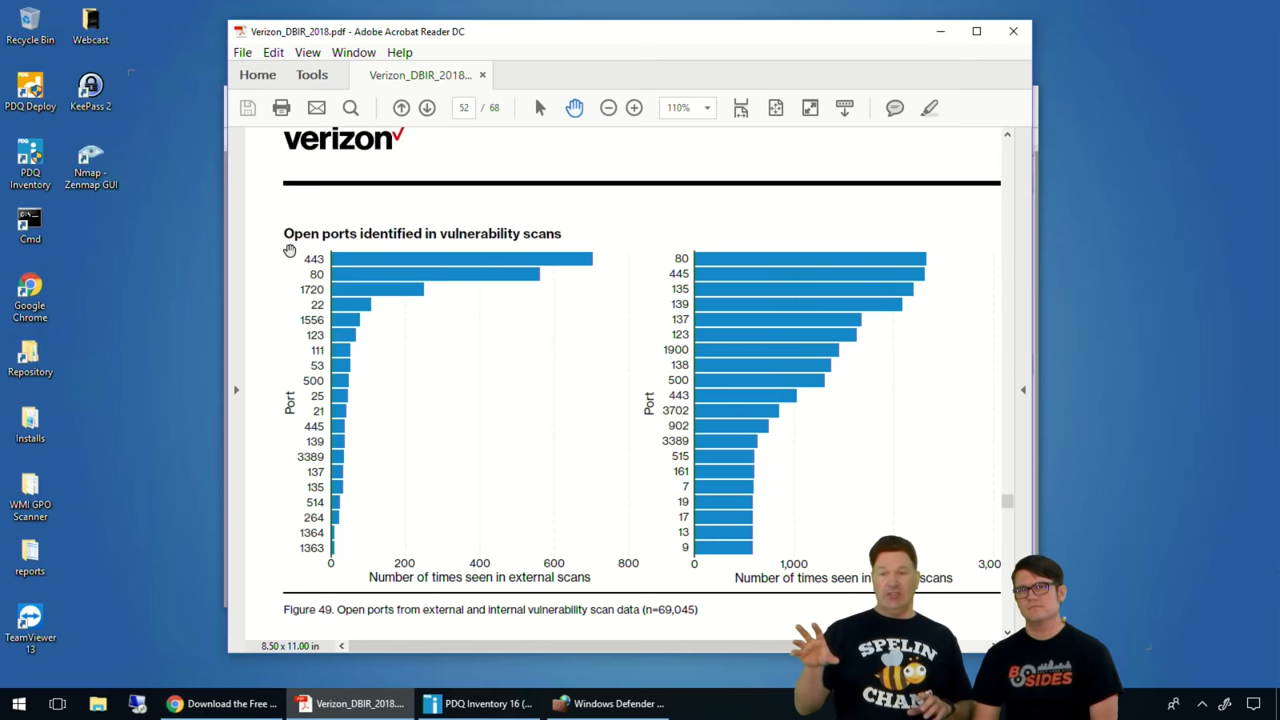 Recycle Bin
Webcast
PDQ Deploy
KeePass 2
PDQ
Inventory
Nmap -
Zenmap GUI
Cmd
Google
Chrome
Repository
Installs
WMI GPO
Scanner
reports
TeamViewer
13
Verizon_DBIR_2018.pdf - Adobe Acrobat Reader DC
File Edit View Window Help
Home Tools Verizon_DBIR_2018... ×
52 / 68 110%
verizon
Open ports identified in vulnerability scans
Port
443
80
1720
22
1556
123
111
53
500
25
21
445
139
3389
137
135
514
264
1364
1363
0 200 400 600 800
Number of times seen in external scans
Port
80
445
135
139
137
123
1900
138
500
443
3702
902
3389
515
161
7
19
17
13
9
0 1,000 3,00
Number of times seen in scans
Figure 49. Open ports from external and internal vulnerability scan data (n=69,045)
8.50 x 11.00 in
SPELIN
CHAMP
BSIDES
Download the Free ...
Verizon_DBIR_2018....
PDQ Inventory 16 (...
Windows Defender ...